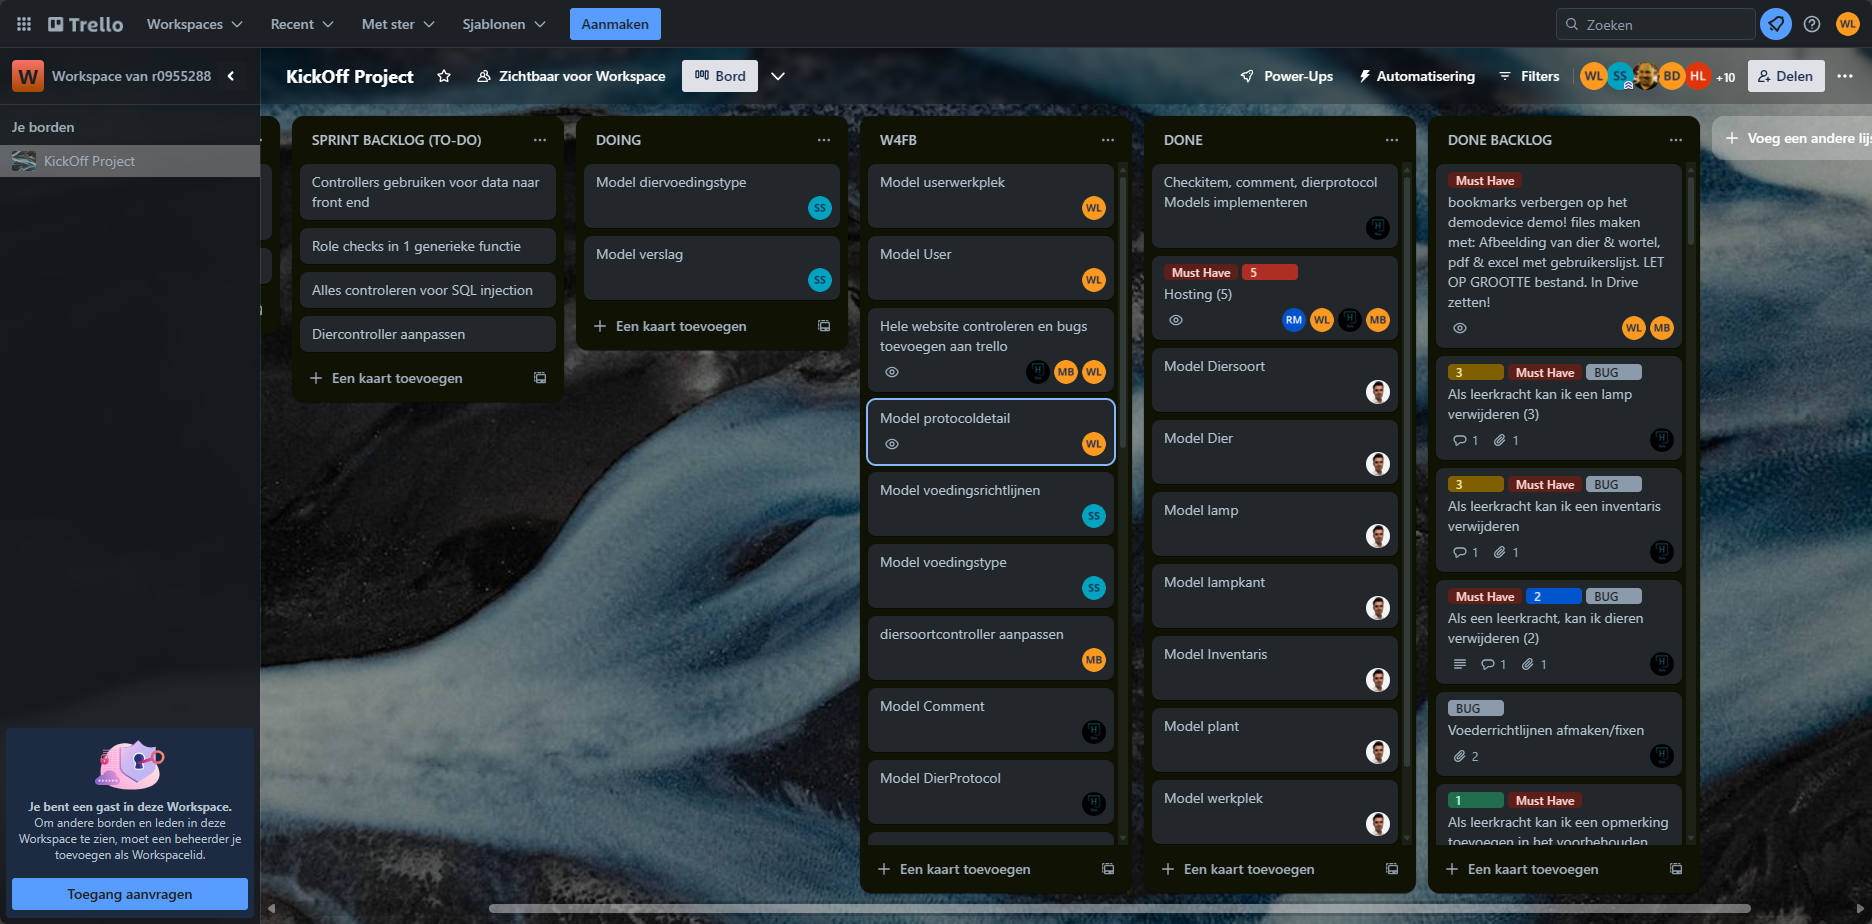 Trello
Workspaces
Recent
Met ster
Sjablonen
Aanmaken
Zoeken
WL
W
Workspace van r0955288
KickOff Project
Zichtbaar voor Workspace
Bord
Power-Ups
Automatisering
Filters
WL
SS
BD
HL
+10
Delen
Je borden
KickOff Project
Je bent een gast in deze Workspace.
Om andere borden en leden in deze
Workspace te zien, moet een beheerder je
toevoegen als Workspacelid.
Toegang aanvragen
SPRINT BACKLOG (TO-DO)
Controllers gebruiken voor data naar
front end
Role checks in 1 generieke functie
Alles controleren voor SQL injection
Diercontroller aanpassen
Een kaart toevoegen
DOING
Model diervoedingstype
SS
Model verslag
SS
Een kaart toevoegen
W4FB
Model userwerkplek
WL
Model User
WL
Hele website controleren en bugs
toevoegen aan trello
MB
WL
Model protocoldetail
WL
Model voedingsrichtlijnen
SS
Model voedingstype
SS
diersoortcontroller aanpassen
MB
Model Comment
Model DierProtocol
Een kaart toevoegen
DONE
Checkitem, comment, dierprotocol
Models implementeren
Must Have
5
Hosting (5)
RM
WL
MB
Model Diersoort
Model Dier
Model lamp
Model lampkant
Model Inventaris
Model plant
Model werkplek
Een kaart toevoegen
DONE BACKLOG
Must Have
bookmarks verbergen op het
demodevice demo! files maken
met: Afbeelding van dier & wortel,
pdf & excel met gebruikerslijst. LET
OP GROOTTE bestand. In Drive
zetten!
WL
MB
3
Must Have
BUG
Als leerkracht kan ik een lamp
verwijderen (3)
1
1
3
Must Have
BUG
Als leerkracht kan ik een inventaris
verwijderen
1
1
Must Have
2
BUG
Als een leerkracht, kan ik dieren
verwijderen (2)
1
1
BUG
Voederrichtlijnen afmaken/fixen
2
1
Must Have
Als leerkracht kan ik een opmerking
toevoegen in het voorbehouden
Een kaart toevoegen
Voeg een andere lijs